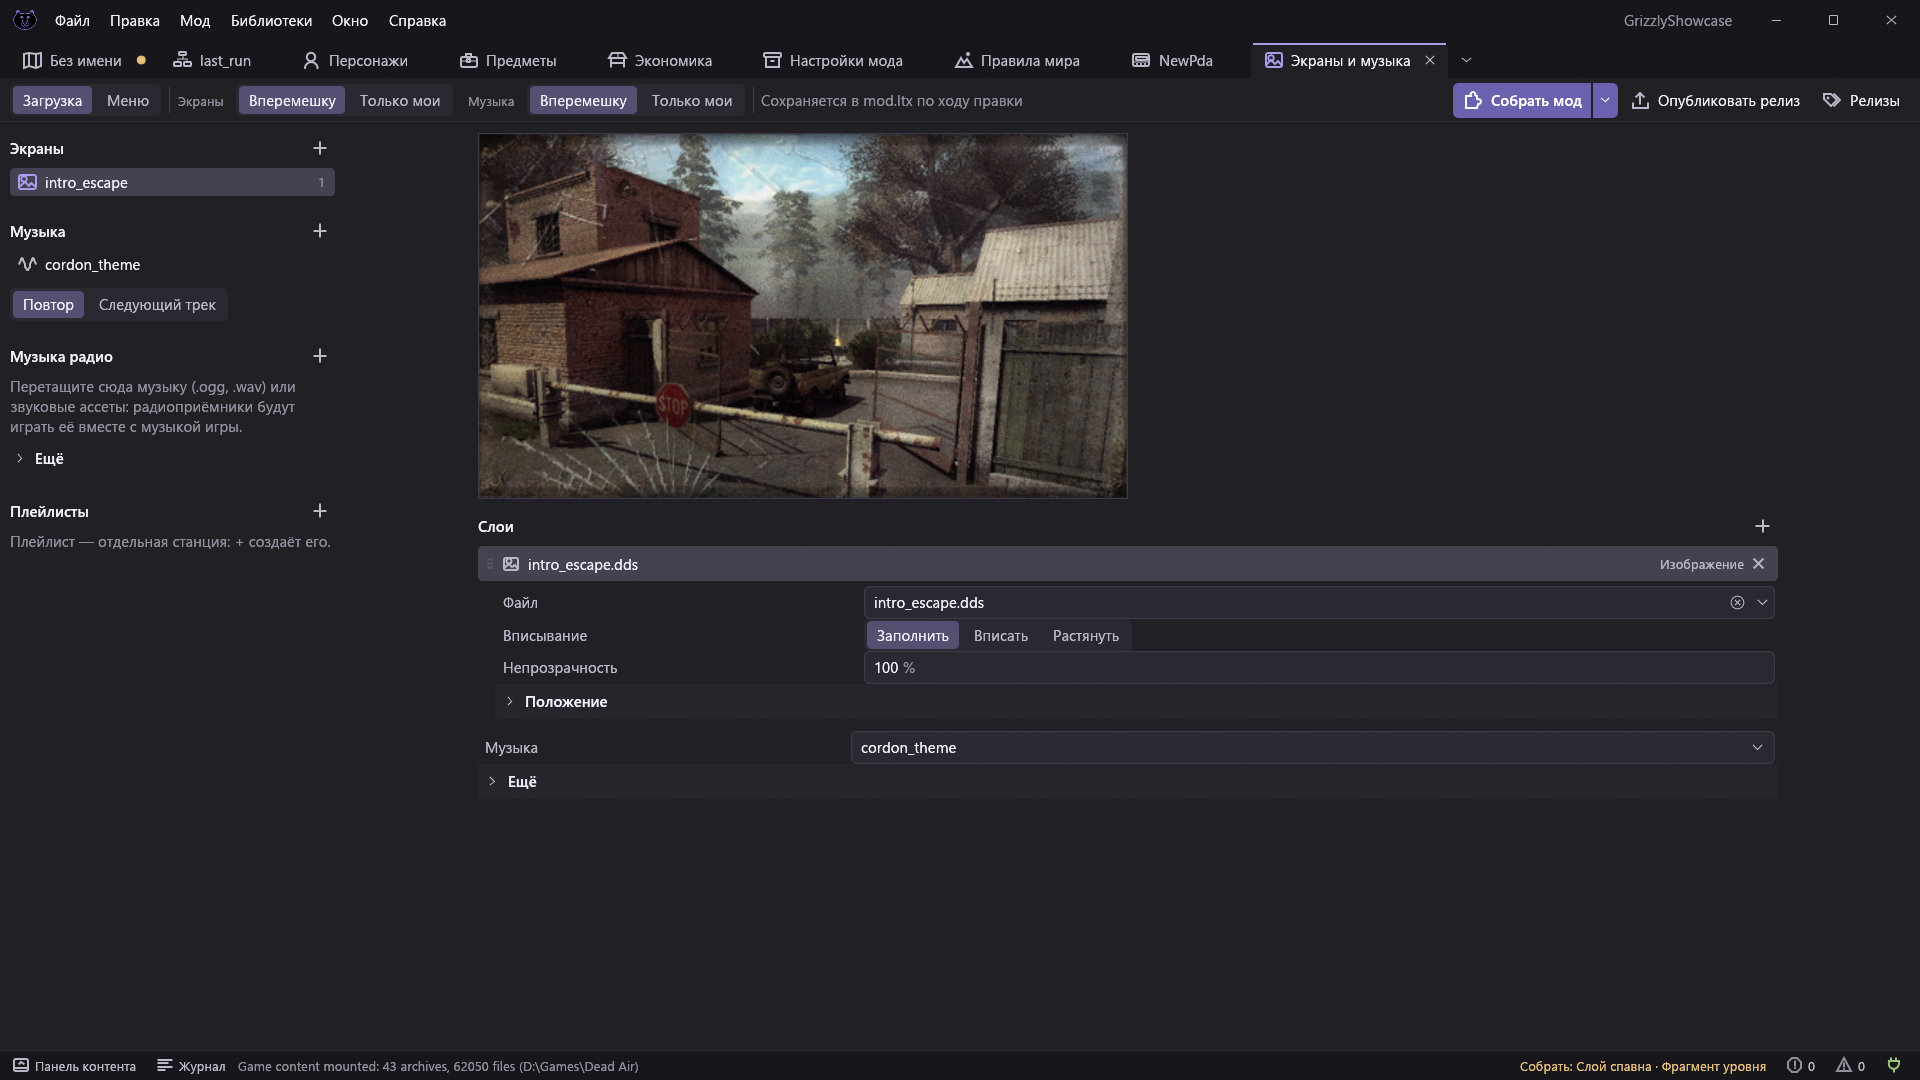 Файл Правка Мод Библиотеки Окно Справка GrizzlyShowcase
Без имени last_run Персонажи Предметы Экономика Настройки мода Правила мира NewPda Экраны и музыка
Загрузка Меню Экраны Вперемешку Только мои Музыка Вперемешку Только мои Сохраняется в mod.ltx по ходу правки Собрать мод Опубликовать релиз Релизы
Экраны
intro_escape 1
Музыка
cordon_theme
Повтор Следующий трек
Музыка радио
Перетащите сюда музыку (.ogg, .wav) или
звуковые ассеты: радиоприёмники будут
играть её вместе с музыкой игры.
Ещё
Плейлисты
Плейлист — отдельная станция: + создаёт его.
STOP
Слои
intro_escape.dds Изображение
Файл intro_escape.dds
Вписывание Заполнить Вписать Растянуть
Непрозрачность 100 %
Положение
Музыка cordon_theme
Ещё
Панель контента Журнал Game content mounted: 43 archives, 62050 files (D:\Games\Dead Air) Собрать: Слой спавна · Фрагмент уровня 0 0